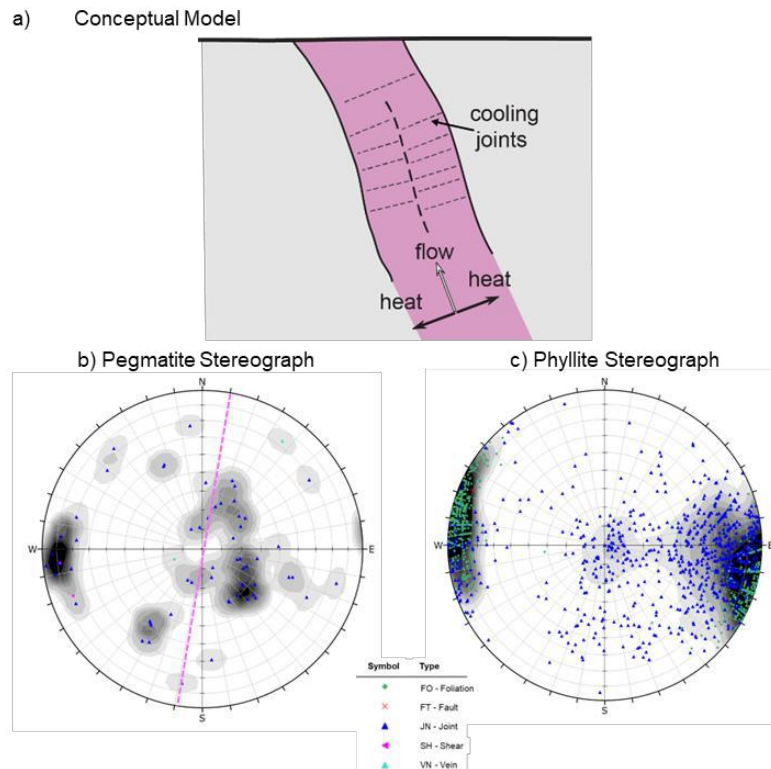 a) Conceptual Model
cooling
joints
flow
heat
heat
b) Pegmatite Stereograph
c) Phyllite Stereograph
N
N
W
E
W
E
S
S
Symbol Type
FO - Foliation
FT - Fault
JN - Joint
SH - Shear
VN - Vein